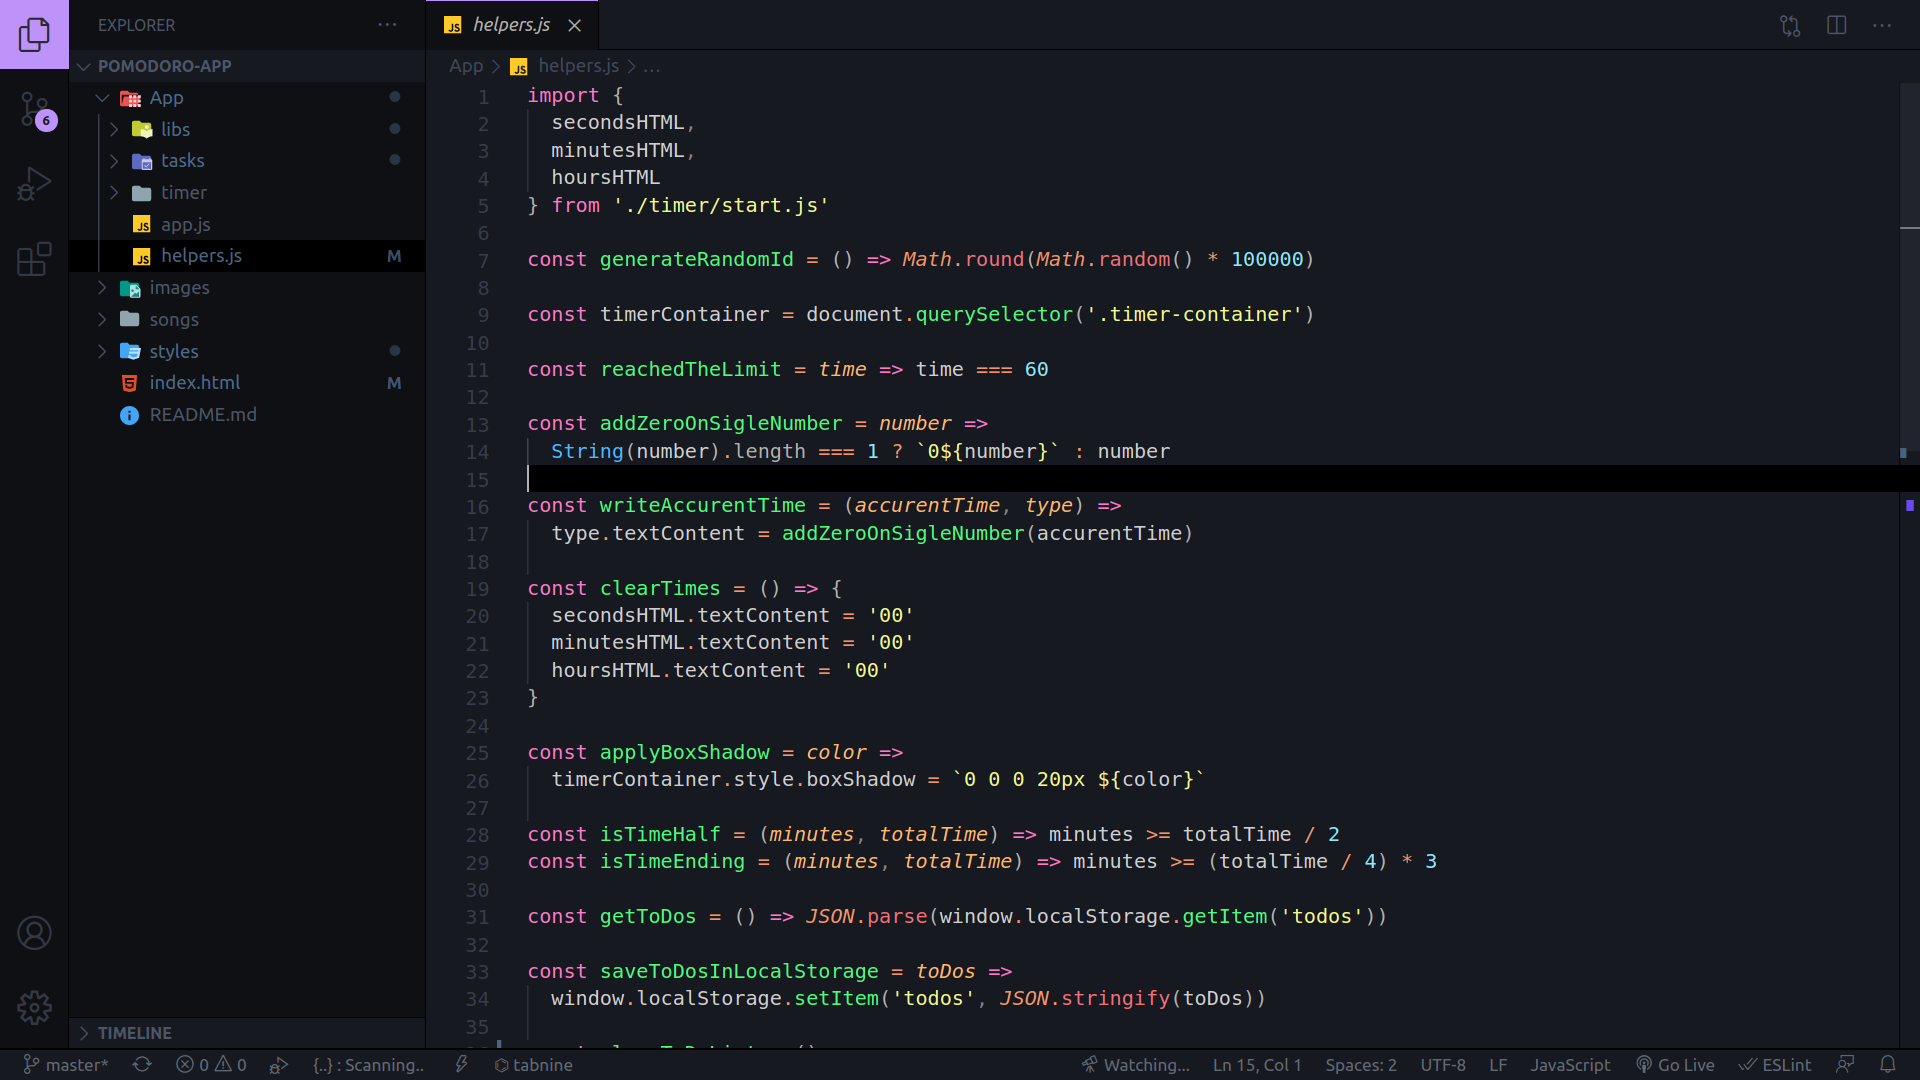 EXPLORER
POMODORO-APP
App
libs
tasks
timer
JS app.js
JS helpers.js M
images
songs
styles
index.html M
README.md
TIMELINE
6
JS helpers.js
App > JS helpers.js > ...
1 import {
2 secondsHTML,
3 minutesHTML,
4 hoursHTML
5 } from './timer/start.js'
6
7 const generateRandomId = () => Math.round(Math.random() * 100000)
8
9 const timerContainer = document.querySelector('.timer-container')
10
11 const reachedTheLimit = time => time === 60
12
13 const addZeroOnSigleNumber = number =>
14 String(number).length === 1 ? `0${number}` : number
15
16 const writeAccurentTime = (accurentTime, type) =>
17 type.textContent = addZeroOnSigleNumber(accurentTime)
18
19 const clearTimes = () => {
20 secondsHTML.textContent = '00'
21 minutesHTML.textContent = '00'
22 hoursHTML.textContent = '00'
23 }
24
25 const applyBoxShadow = color =>
26 timerContainer.style.boxShadow = `0 0 0 20px ${color}`
27
28 const isTimeHalf = (minutes, totalTime) => minutes >= totalTime / 2
29 const isTimeEnding = (minutes, totalTime) => minutes >= (totalTime / 4) * 3
30
31 const getToDos = () => JSON.parse(window.localStorage.getItem('todos'))
32
33 const saveToDosInLocalStorage = toDos =>
34 window.localStorage.setItem('todos', JSON.stringify(toDos))
35
master* 0 0 {..} : Scanning.. tabnine Watching... Ln 15, Col 1 Spaces: 2 UTF-8 LF JavaScript Go Live ESLint